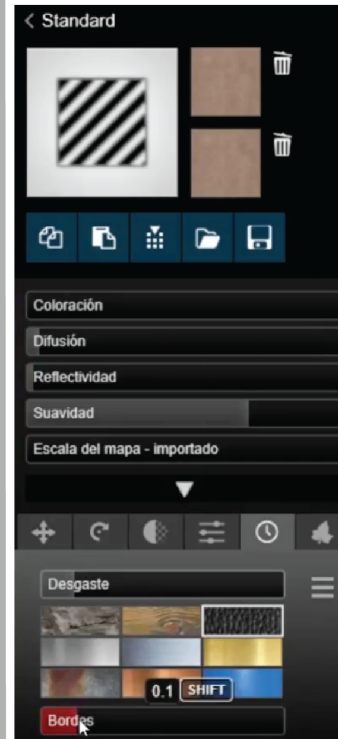 < Standard
Coloración
Difusión
Reflectividad
Suavidad
Escala del mapa - importado
Desgaste
0.1 SHIFT
Bordes